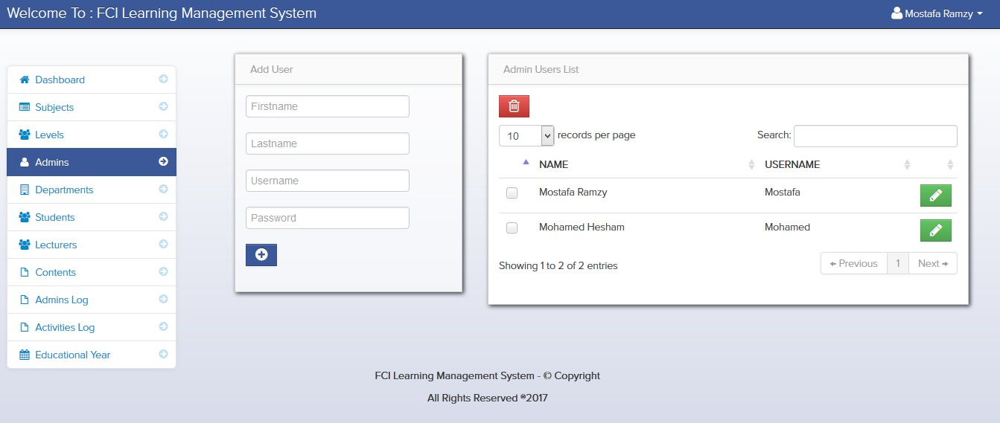 Welcome To : FCI Learning Management System
Mostafa Ramzy
Dashboard
Subjects
Levels
Admins
Departments
Students
Lecturers
Contents
Admins Log
Activities Log
Educational Year
Add User
Firstname
Lastname
Username
Password
Admin Users List
10 records per page
Search:
NAME USERNAME
Mostafa Ramzy Mostafa
Mohamed Hesham Mohamed
Showing 1 to 2 of 2 entries
← Previous 1 Next →
FCI Learning Management System - © Copyright
All Rights Reserved ®2017